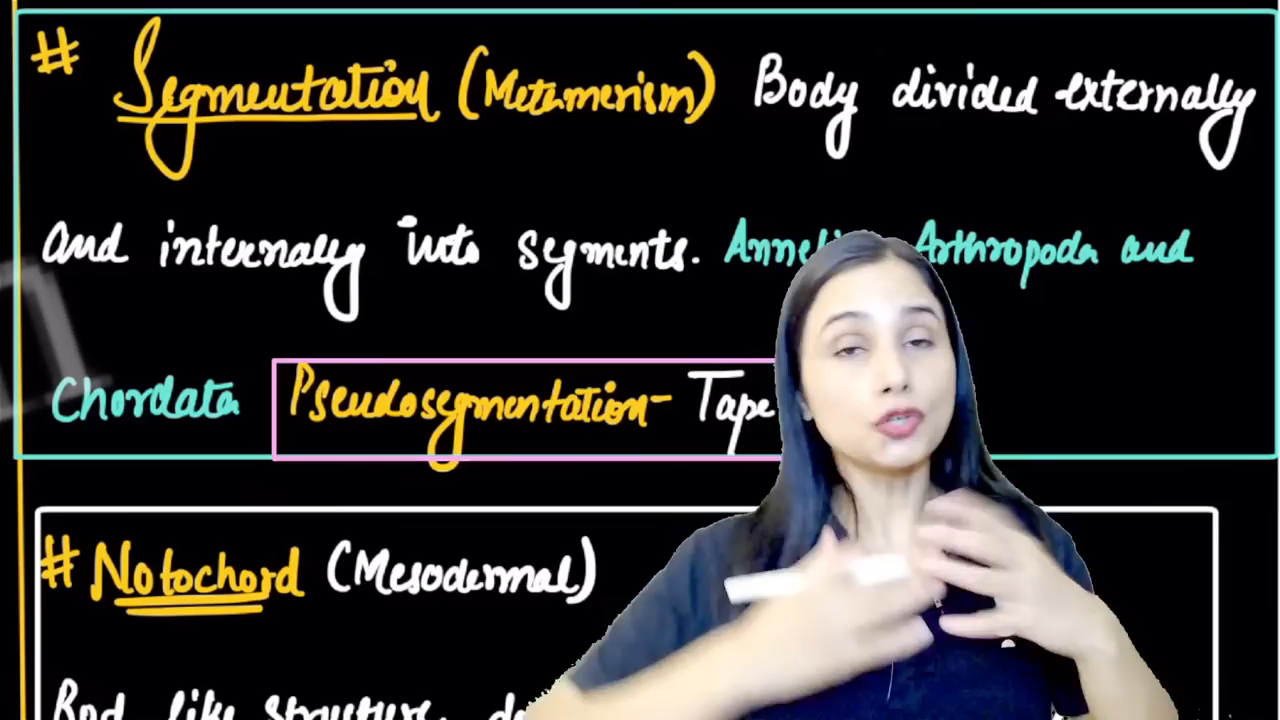 # Segmentation (Metamerism) Body divided externally
and internally into segments. Arthropoda and
Chordata Pseudosegmentation- Tape
# Notochord (Mesodermal)
Rod like structure